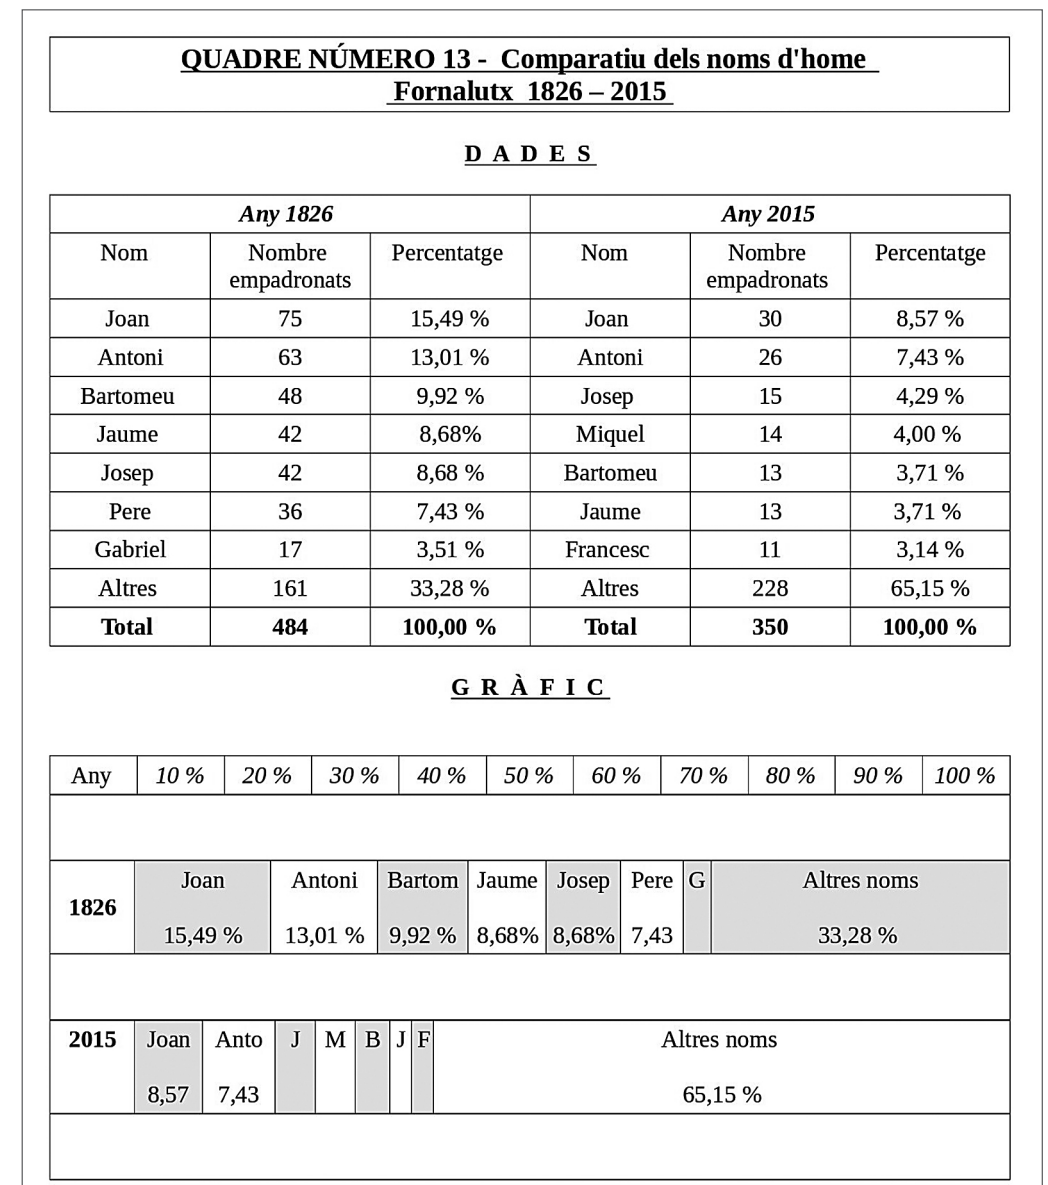 QUADRE NÚMERO 13 - Comparatiu dels noms d'home
Fornalutx 1826 – 2015
D A D E S
Any 1826 Any 2015
Nom Nombre empadronats Percentatge Nom Nombre empadronats Percentatge
Joan 75 15,49 % Joan 30 8,57 %
Antoni 63 13,01 % Antoni 26 7,43 %
Bartomeu 48 9,92 % Josep 15 4,29 %
Jaume 42 8,68% Miquel 14 4,00 %
Josep 42 8,68 % Bartomeu 13 3,71 %
Pere 36 7,43 % Jaume 13 3,71 %
Gabriel 17 3,51 % Francesc 11 3,14 %
Altres 161 33,28 % Altres 228 65,15 %
Total 484 100,00 % Total 350 100,00 %
G R À F I C
Any 10 % 20 % 30 % 40 % 50 % 60 % 70 % 80 % 90 % 100 %
Joan Antoni Bartom Jaume Josep Pere G Altres noms
1826
15,49 % 13,01 % 9,92 % 8,68% 8,68% 7,43 33,28 %
2015 Joan Anto J M B J F Altres noms
8,57 7,43 65,15 %